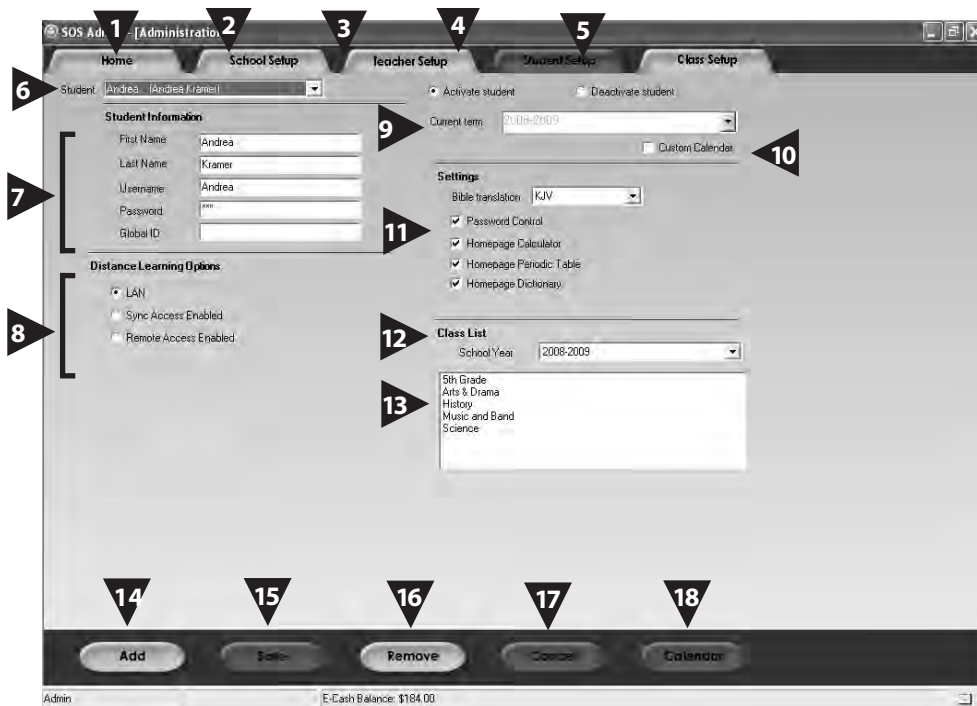 1 2 3 4 5
SOS Ad - [Administratio
Home School Setup Teacher Setup Student Setup Class Setup
6 Student Andrea (Andrea Kramer)
Activate student Deactivate student
Student Information
9 Current term 2008-2009
First Name Andrea
Custom Calendar 10
Last Name Kramer
Username Andrea
Password ***
Global ID
7
Settings
Bible translation KJV
11 Password Control
Homepage Calculator
Homepage Periodic Table
Homepage Dictionary
Distance Learning Options
LAN
Sync Access Enabled
Remote Access Enabled
8
12 Class List
School Year 2008-2009
13
5th Grade
Arts & Drama
History
Music and Band
Science
14 15 16 17 18
Add Save Remove Cancel Calendar
Admin E-Cash Balance: $184.00